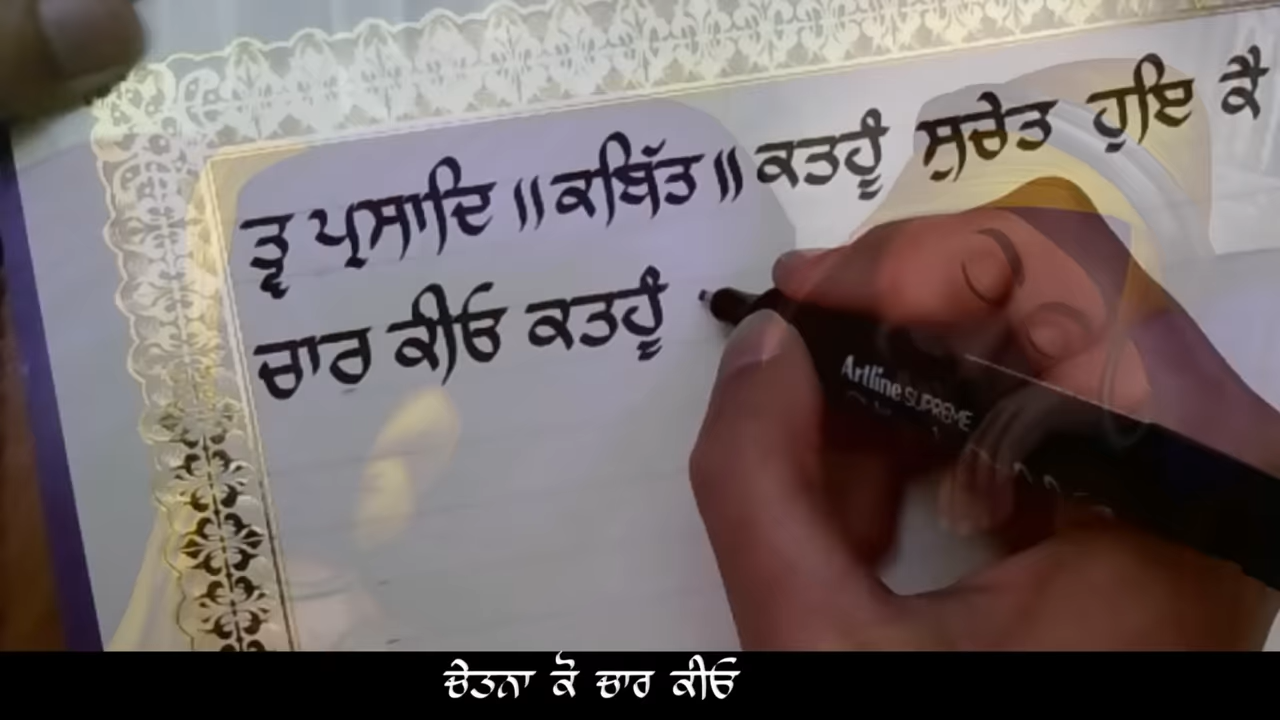 ਤ੍ਵ ਪ੍ਰਸਾਦਿ ॥ ਕਬਿੱਤ ॥ ਕਤਹੂੰ ਸੁਚੇਤ ਹੁਇ ਕੈ
ਚਾਰ ਕੀਓ ਕਤਹੂੰ
Artline SUPREME
ਚੇਤਨਾ ਕੋ ਚਾਰ ਕੀਓ